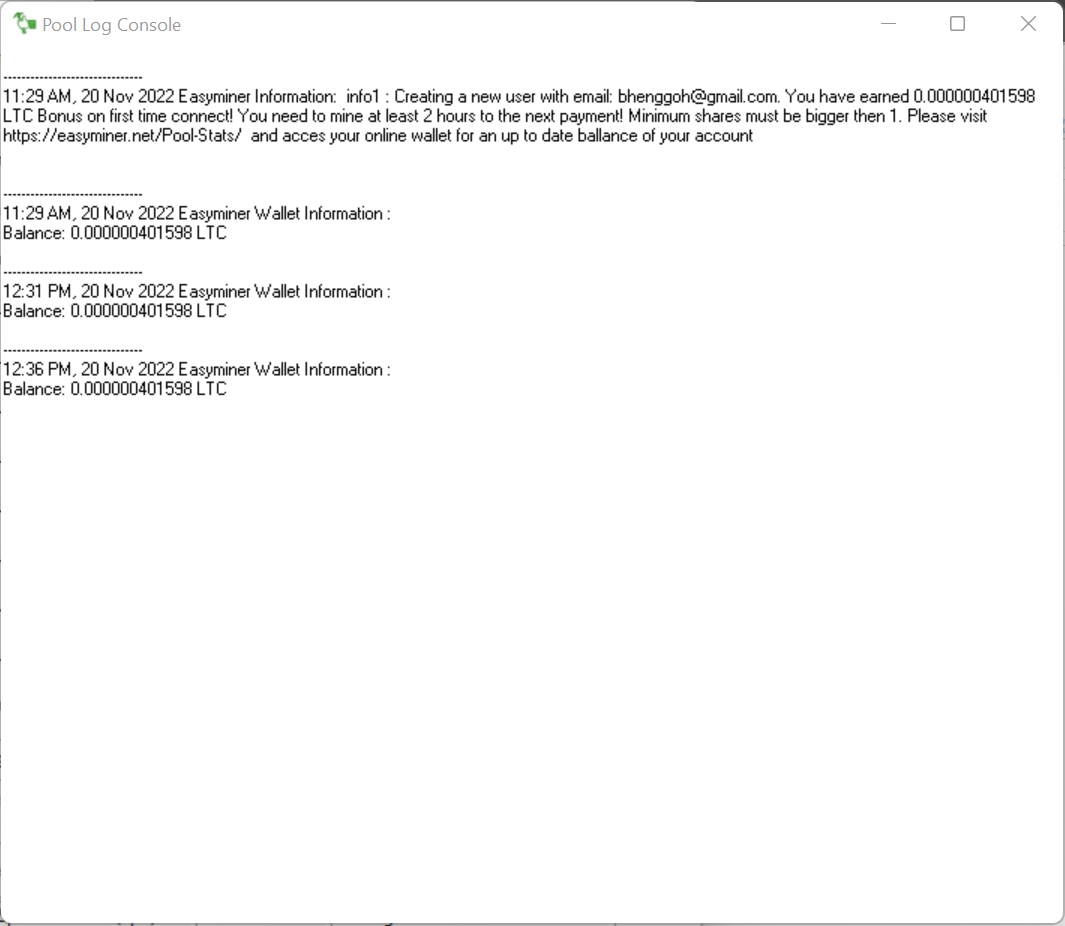 Pool Log Console
------------------------------
11:29 AM, 20 Nov 2022 Easyminer Information:  info1 : Creating a new user with email: bhenggoh@gmail.com. You have earned 0.000000401598
LTC Bonus on first time connect! You need to mine at least 2 hours to the next payment! Minimum shares must be bigger then 1. Please visit
https://easyminer.net/Pool-Stats/  and acces your online wallet for an up to date ballance of your account
------------------------------
11:29 AM, 20 Nov 2022 Easyminer Wallet Information :
Balance: 0.000000401598 LTC
------------------------------
12:31 PM, 20 Nov 2022 Easyminer Wallet Information :
Balance: 0.000000401598 LTC
------------------------------
12:36 PM, 20 Nov 2022 Easyminer Wallet Information :
Balance: 0.000000401598 LTC